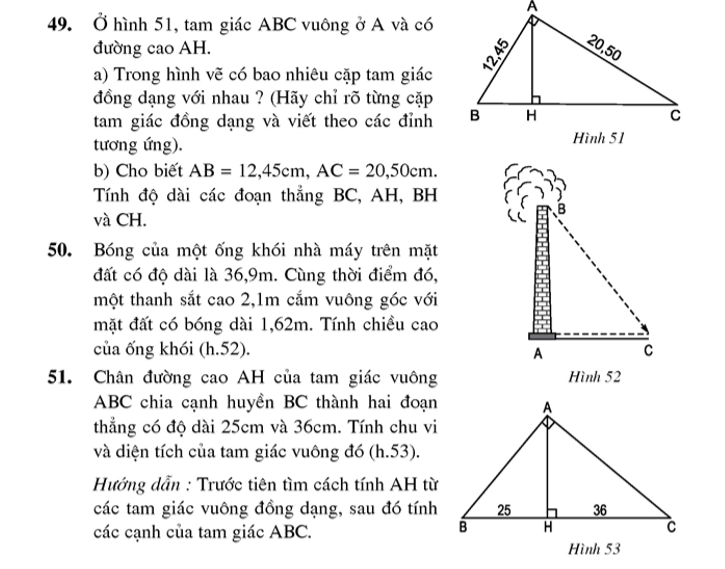 49. Ở hình 51, tam giác ABC vuông ở A và có
đường cao AH.
a) Trong hình vẽ có bao nhiêu cặp tam giác
đồng dạng với nhau ? (Hãy chỉ rõ từng cặp
tam giác đồng dạng và viết theo các đỉnh
tương ứng).
b) Cho biết AB = 12,45cm, AC = 20,50cm.
Tính độ dài các đoạn thẳng BC, AH, BH
và CH.
A
12,45
20,50
B H C
Hình 51
50. Bóng của một ống khói nhà máy trên mặt
đất có độ dài là 36,9m. Cùng thời điểm đó,
một thanh sắt cao 2,1m cắm vuông góc với
mặt đất có bóng dài 1,62m. Tính chiều cao
của ống khói (h.52).
B
A C
Hình 52
51. Chân đường cao AH của tam giác vuông
ABC chia cạnh huyền BC thành hai đoạn
thẳng có độ dài 25cm và 36cm. Tính chu vi
và diện tích của tam giác vuông đó (h.53).
Hướng dẫn : Trước tiên tìm cách tính AH từ
các tam giác vuông đồng dạng, sau đó tính
các cạnh của tam giác ABC.
A
25 36
B H C
Hình 53